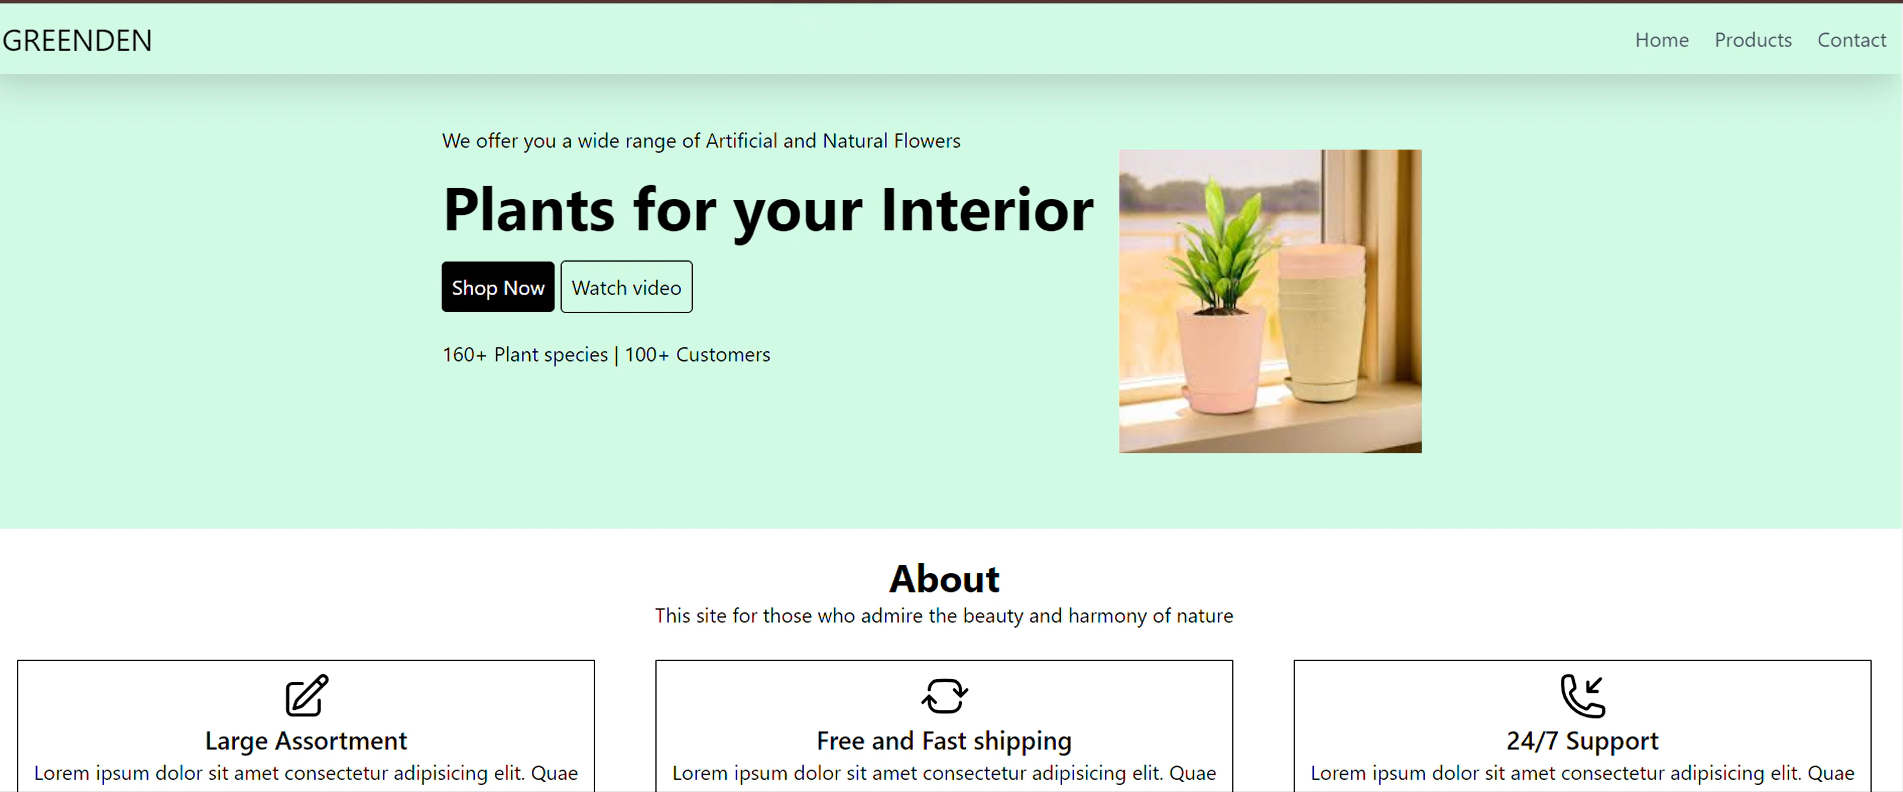 GREENDEN
Home Products Contact
We offer you a wide range of Artificial and Natural Flowers
Plants for your Interior
Shop Now Watch video
160+ Plant species | 100+ Customers
About
This site for those who admire the beauty and harmony of nature
Large Assortment
Lorem ipsum dolor sit amet consectetur adipisicing elit. Quae
Free and Fast shipping
Lorem ipsum dolor sit amet consectetur adipisicing elit. Quae
24/7 Support
Lorem ipsum dolor sit amet consectetur adipisicing elit. Quae